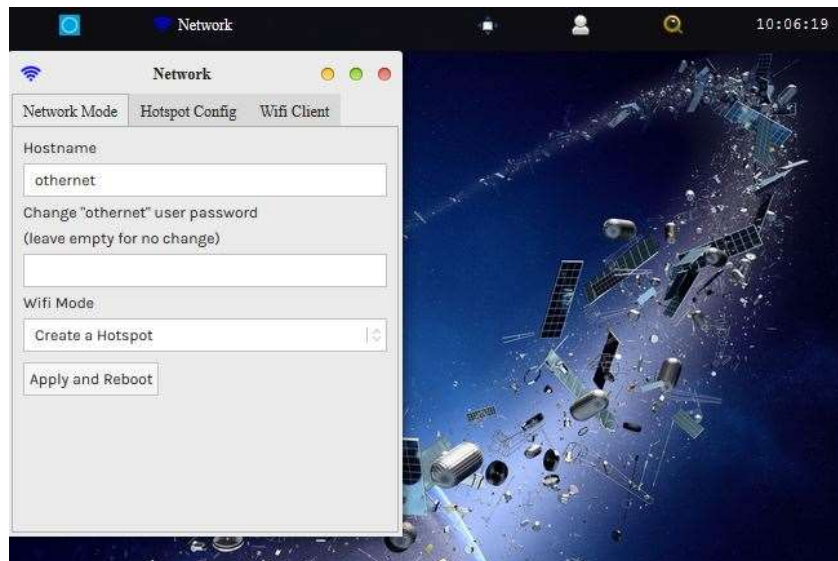 Network
10:06:19
Network
Network Mode Hotspot Config Wifi Client
Hostname
othernet
Change "othernet" user password
(leave empty for no change)
Wifi Mode
Create a Hotspot
Apply and Reboot